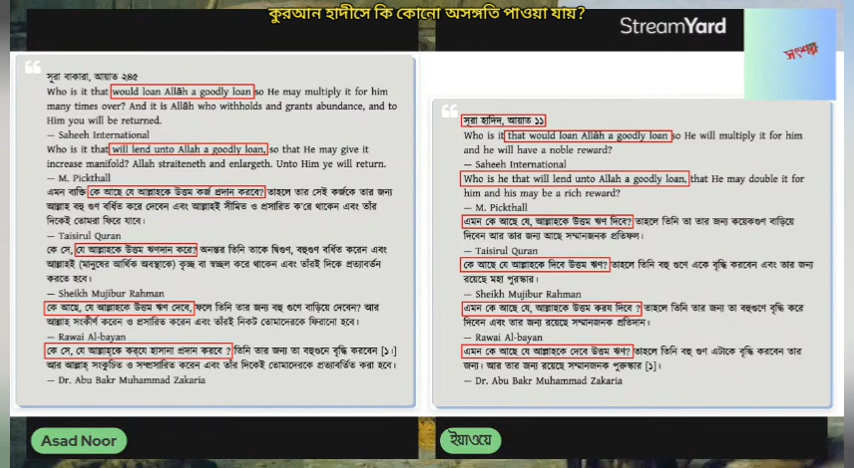 কুরআন হাদীসে কি কোনো অসঙ্গতি পাওয়া যায়?
StreamYard
সংশয়
সূরা বাকারা, আয়াত ২৪৫
Who is it that would loan Allāh a goodly loan so He may multiply it for him
many times over? And it is Allāh who withholds and grants abundance, and to
Him you will be returned.
— Saheeh International
Who is it that will lend unto Allah a goodly loan, so that He may give it
increase manifold? Allah straiteneth and enlargeth. Unto Him ye will return.
— M. Pickthall
এমন ব্যক্তি কে আছে যে আল্লাহকে উত্তম কর্জ প্রদান করবে? তাহলে তার সেই কর্জকে তার জন্য
আল্লাহ বহু গুণ বর্ধিত করে দেবেন এবং আল্লাহই সীমিত ও প্রসারিত ক'রে থাকেন এবং তাঁর
দিকেই তোমরা ফিরে যাবে।
— Taisirul Quran
কে সে, যে আল্লাহকে উত্তম ঋণদান করে? অনন্তর তিনি তাকে দ্বিগুণ, বহুগুণ বর্ধিত করেন এবং
আল্লাহই (মানুষের আর্থিক অবস্থাকে) কৃচ্ছ বা স্বচ্ছল করে থাকেন এবং তাঁরই দিকে প্রত্যাবর্তন
করতে হবে।
— Sheikh Mujibur Rahman
কে আছে, যে আল্লাহকে উত্তম ঋণ দেবে, ফলে তিনি তার জন্য বহু গুণে বাড়িয়ে দেবেন? আর
আল্লাহ সংকীর্ণ করেন ও প্রসারিত করেন এবং তাঁরই নিকট তোমাদেরকে ফিরানো হবে।
— Rawai Al-bayan
কে সে, যে আল্লাহ্‌কে কর্‌যে হাসানা প্রদান করবে ? তিনি তার জন্য তা বহুগুনে বৃদ্ধি করবেন [১।]
আর আল্লাহ্‌ সংকুচিত ও সম্প্রসারিত করেন এবং তাঁর দিকেই তোমাদেরকে প্রত্যাবর্তিত করা হবে।
— Dr. Abu Bakr Muhammad Zakaria
সূরা হাদিদ, আয়াত ১১
Who is it that would loan Allāh a goodly loan so He will multiply it for him
and he will have a noble reward?
— Saheeh International
Who is he that will lend unto Allah a goodly loan, that He may double it for
him and his may be a rich reward?
— M. Pickthall
এমন কে আছে যে, আল্লাহকে উত্তম ঋণ দিবে? তাহলে তিনি তা তার জন্য কয়েকগুণ বাড়িয়ে
দিবেন আর তার জন্য আছে সম্মানজনক প্রতিফল।
— Taisirul Quran
কে আছে যে আল্লাহকে দিবে উত্তম ঋণ? তাহলে তিনি বহু গুণে একে বৃদ্ধি করবেন এবং তার জন্য
রয়েছে মহা পুরস্কার।
— Sheikh Mujibur Rahman
এমন কে আছে যে, আল্লাহকে উত্তম করয দিবে ? তাহলে তিনি তার জন্য তা বহুগুণে বৃদ্ধি করে
দিবেন এবং তার জন্য রয়েছে সম্মানজনক প্রতিদান।
— Rawai Al-bayan
এমন কে আছে যে আল্লাহকে দেবে উত্তম ঋণ? তাহলে তিনি বহু গুণ এটাকে বৃদ্ধি করবেন তার
জন্য। আর তার জন্য রয়েছে সম্মানজনক পুরুস্কার [১]।
— Dr. Abu Bakr Muhammad Zakaria
Asad Noor
ইয়াওয়ে